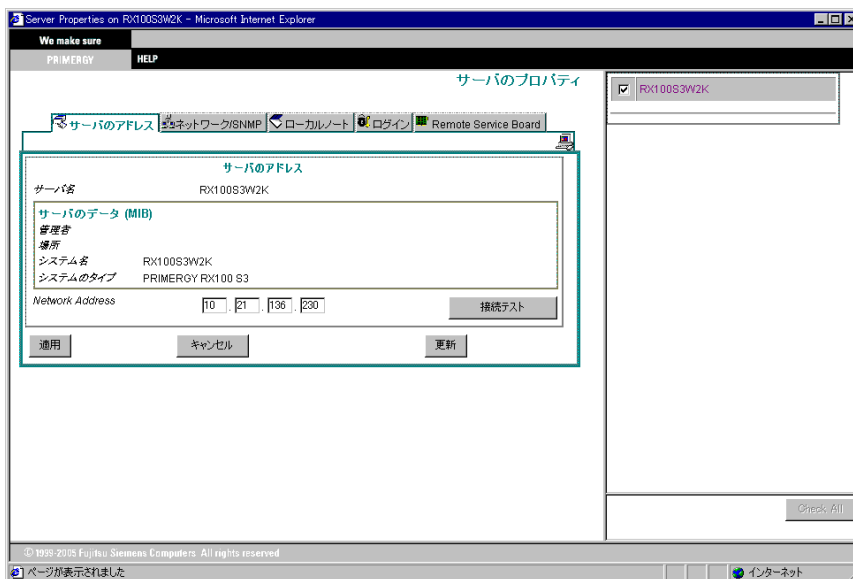 Server Properties on RX100S3W2K - Microsoft Internet Explorer
We make sure
PRIMERGY HELP
サーバのプロパティ
RX100S3W2K
サーバのアドレス ネットワーク/SNMP ローカルノート ログイン Remote Service Board
サーバのアドレス
サーバ名 RX100S3W2K
サーバのデータ (MIB)
管理者
場所
システム名 RX100S3W2K
システムのタイプ PRIMERGY RX100 S3
Network Address 10 . 21 . 136 . 230 接続テスト
適用 キャンセル 更新
Check All
© 1999-2005 Fujitsu Siemens Computers. All rights reserved
ページが表示されました インターネット